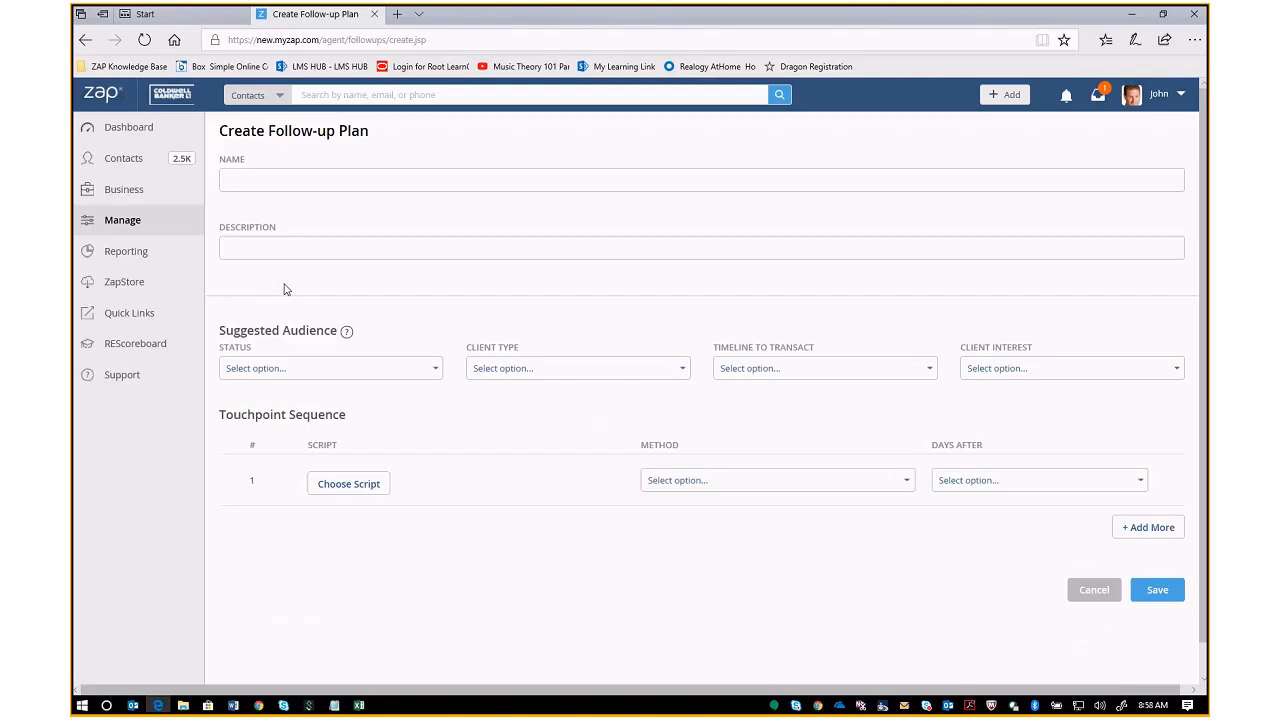 Start
Create Follow-up Plan
https://new.myzap.com/agent/followups/create.jsp
ZAP Knowledge Base
Box Simple Online C
LMS HUB - LMS HUB
Login for Root Learn
Music Theory 101 Par
My Learning Link
Realogy AtHome Ho
Dragon Registration
zap
COLDWELL BANKER
Contacts
Search by name, email, or phone
+ Add
1
John
Dashboard
Contacts 2.5K
Business
Manage
Reporting
ZapStore
Quick Links
REScoreboard
Support
Create Follow-up Plan
NAME
DESCRIPTION
Suggested Audience ?
STATUS CLIENT TYPE TIMELINE TO TRANSACT CLIENT INTEREST
Select option... Select option... Select option... Select option...
Touchpoint Sequence
# SCRIPT METHOD DAYS AFTER
1 Choose Script Select option... Select option...
+ Add More
Cancel Save
8:58 AM